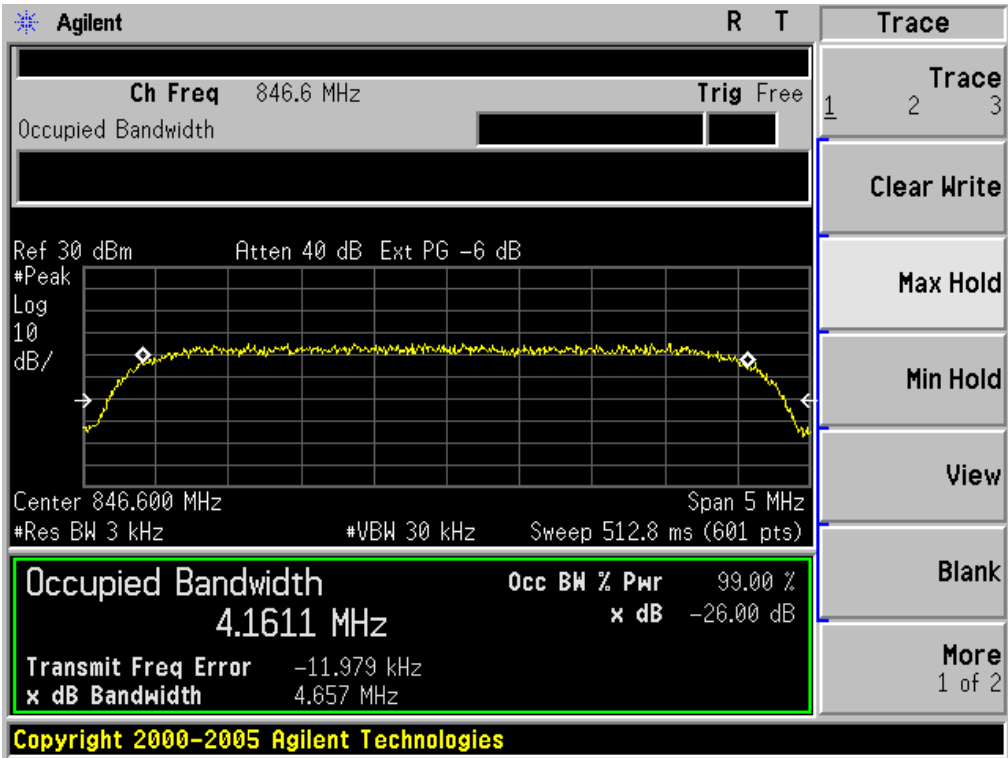 Agilent R T
Ch Freq 846.6 MHz Trig Free
Occupied Bandwidth
Ref 30 dBm Atten 40 dB Ext PG -6 dB
#Peak
Log
10
dB/
Center 846.600 MHz Span 5 MHz
#Res BW 3 kHz #VBW 30 kHz Sweep 512.8 ms (601 pts)
Occupied Bandwidth Occ BW % Pwr 99.00 %
4.1611 MHz x dB -26.00 dB
Transmit Freq Error -11.979 kHz
x dB Bandwidth 4.657 MHz
Copyright 2000-2005 Agilent Technologies
Trace
Trace
1 2 3
Clear Write
Max Hold
Min Hold
View
Blank
More
1 of 2